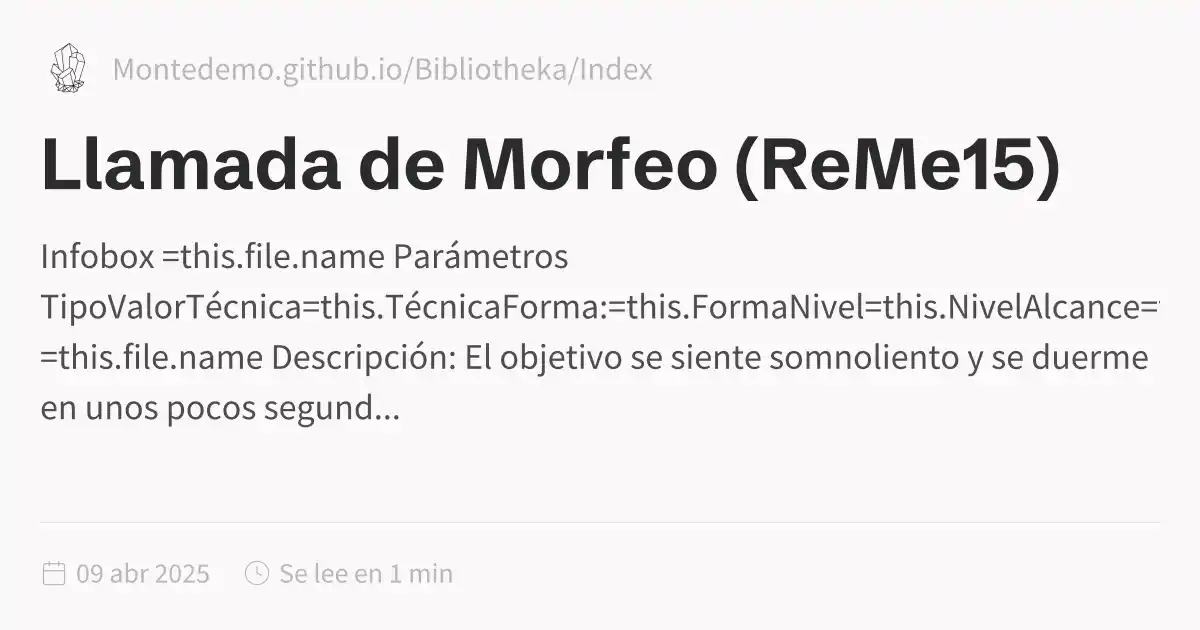 Montedemo.github.io/Bibliotheka/Index
Llamada de Morfeo (ReMe15)
Infobox =this.file.name Parámetros
TipoValorTécnica=this.TécnicaForma:=this.FormaNivel=this.NivelAlcance=
=this.file.name Descripción: El objetivo se siente somnoliento y se duerme
en unos pocos segund...
09 abr 2025
Se lee en 1 min